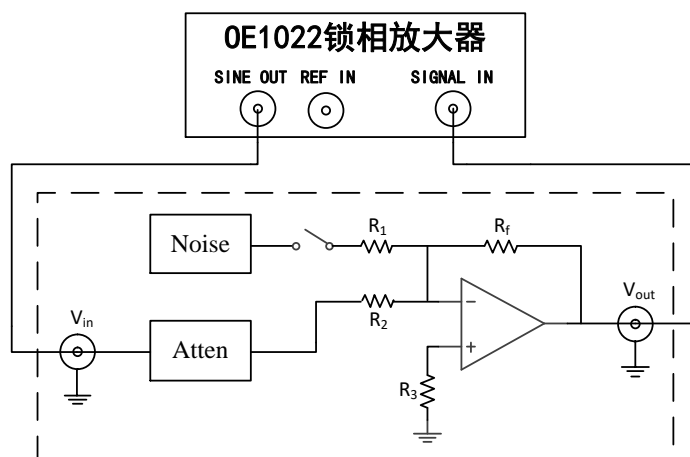 OE1022锁相放大器
SINE OUT REF IN SIGNAL IN
R1 Rf
Noise
Vin R2 Vout
Atten
R3